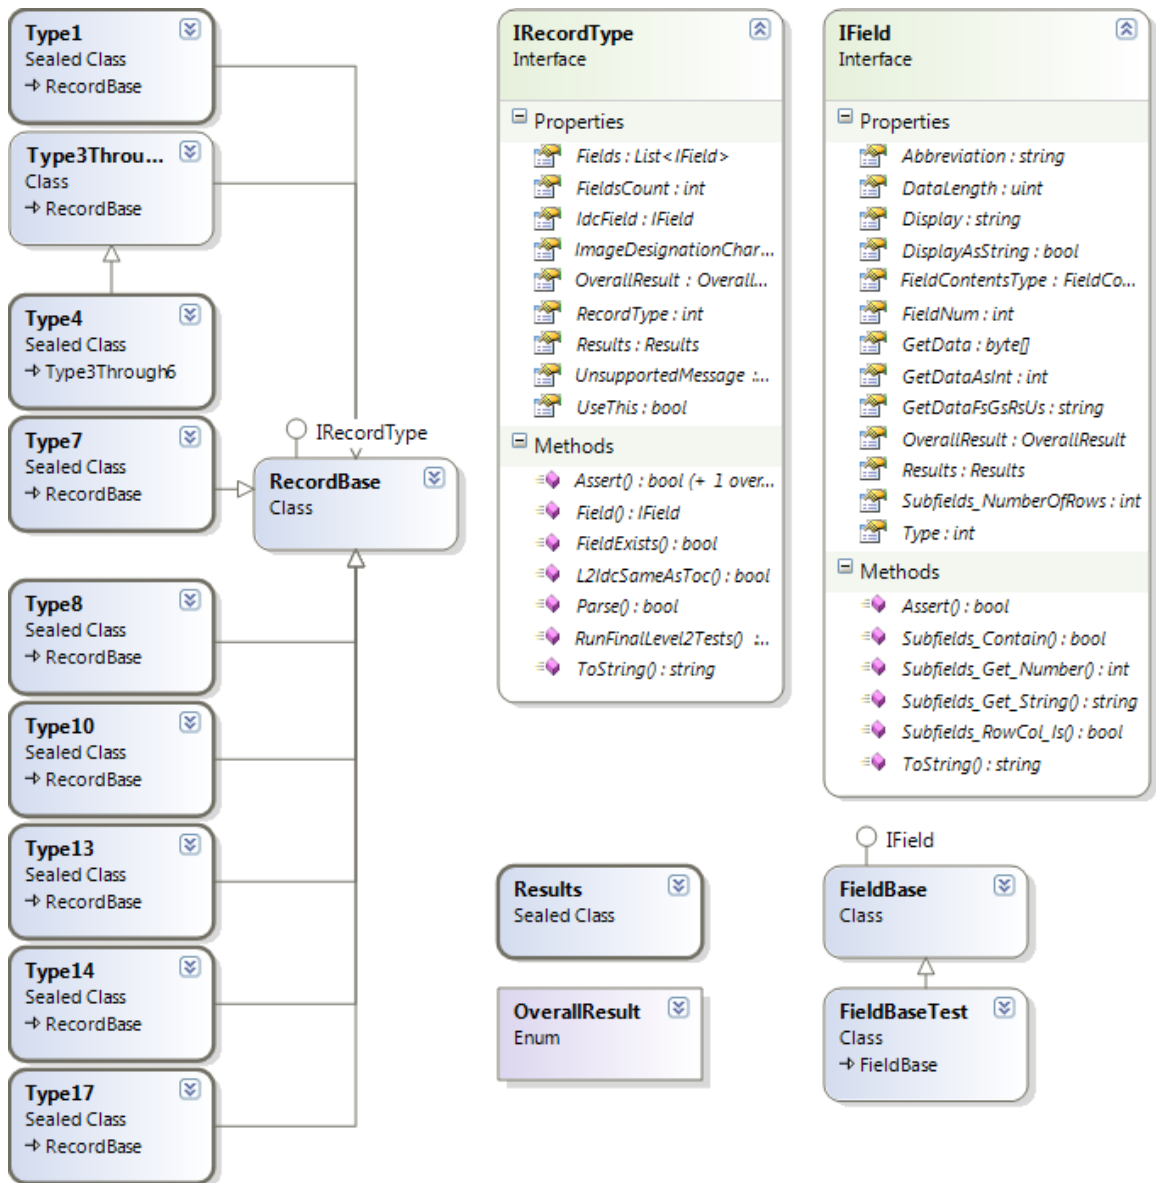 Type1
Sealed Class
RecordBase
Type3Throu...
Class
RecordBase
Type4
Sealed Class
Type3Through6
Type7
Sealed Class
RecordBase
IRecordType
RecordBase
Class
Type8
Sealed Class
RecordBase
Type10
Sealed Class
RecordBase
Type13
Sealed Class
RecordBase
Type14
Sealed Class
RecordBase
Type17
Sealed Class
RecordBase
IRecordType
Interface
Properties
Fields : List<IField>
FieldsCount : int
IdcField : IField
ImageDesignationChar...
OverallResult : Overall...
RecordType : int
Results : Results
UnsupportedMessage :...
UseThis : bool
Methods
Assert() : bool (+ 1 over...
Field() : IField
FieldExists() : bool
L2IdcSameAsToc() : bool
Parse() : bool
RunFinalLevel2Tests() :...
ToString() : string
IField
Interface
Properties
Abbreviation : string
DataLength : uint
Display : string
DisplayAsString : bool
FieldContentsType : FieldCo...
FieldNum : int
GetData : byte[]
GetDataAsInt : int
GetDataFsGsRsUs : string
OverallResult : OverallResult
Results : Results
Subfields_NumberOfRows : int
Type : int
Methods
Assert() : bool
Subfields_Contain() : bool
Subfields_Get_Number() : int
Subfields_Get_String() : string
Subfields_RowCol_Is() : bool
ToString() : string
Results
Sealed Class
OverallResult
Enum
IField
FieldBase
Class
FieldBaseTest
Class
FieldBase